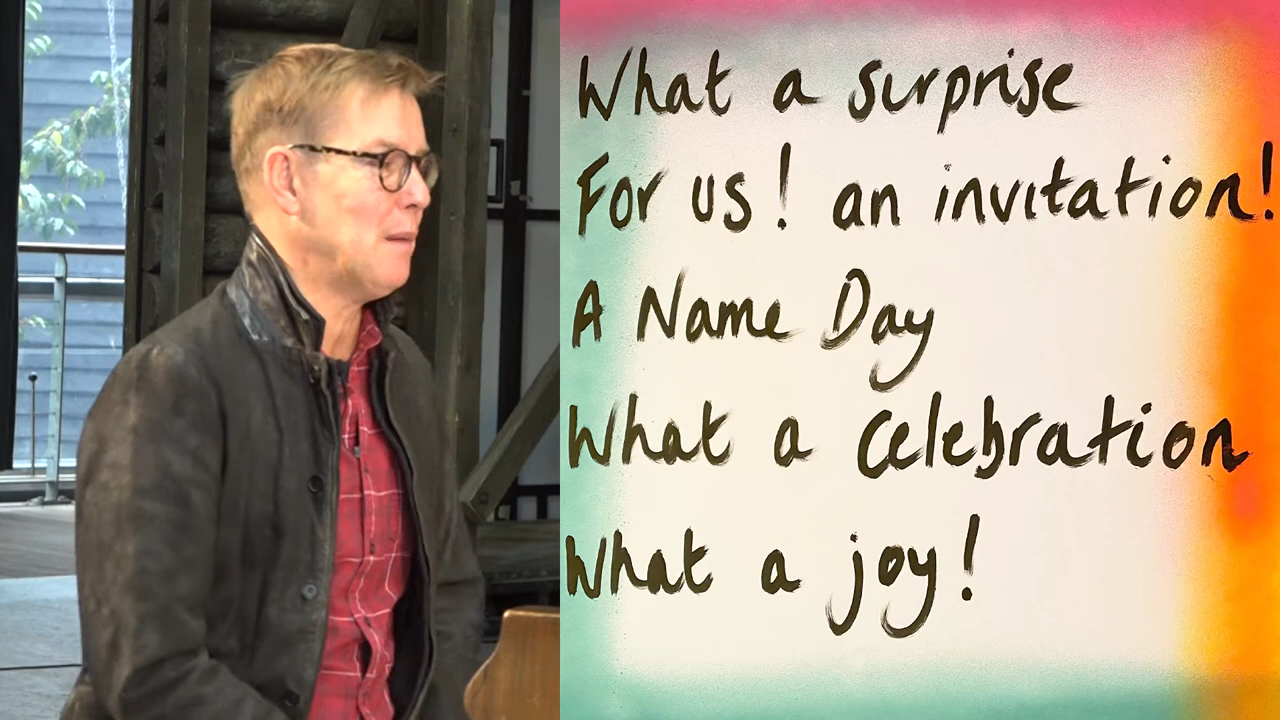 What a surprise
For us! an invitation!
A Name Day
What a celebration
What a joy!